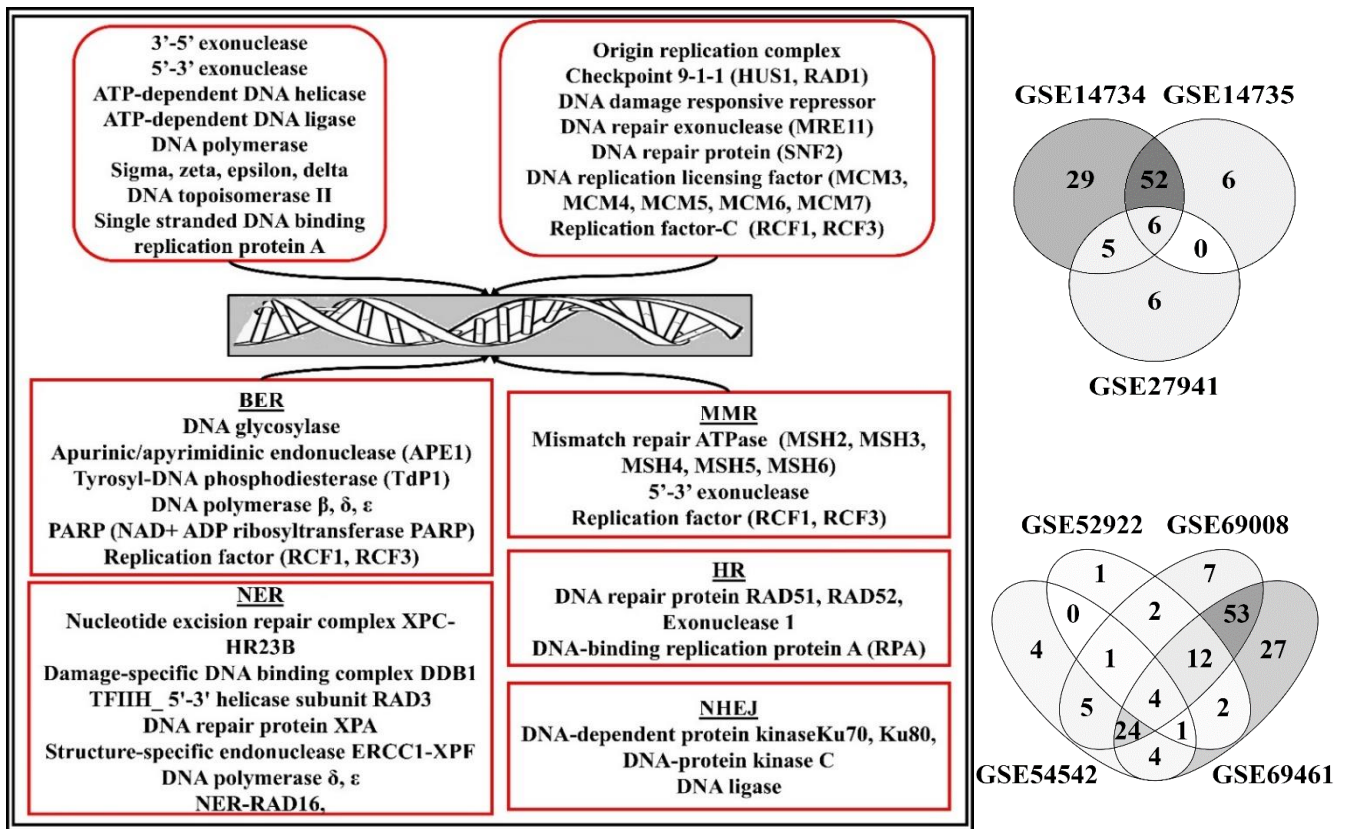 3’-5’ exonuclease
5’-3’ exonuclease
ATP-dependent DNA helicase
ATP-dependent DNA ligase
DNA polymerase
Sigma, zeta, epsilon, delta
DNA topoisomerase II
Single stranded DNA binding
replication protein A
Origin replication complex
Checkpoint 9-1-1 (HUS1, RAD1)
DNA damage responsive repressor
DNA repair exonuclease (MRE11)
DNA repair protein (SNF2)
DNA replication licensing factor (MCM3,
MCM4, MCM5, MCM6, MCM7)
Replication factor-C (RCF1, RCF3)
BER
DNA glycosylase
Apurinic/apyrimidinic endonuclease (APE1)
Tyrosyl-DNA phosphodiesterase (TdP1)
DNA polymerase β, δ, ε
PARP (NAD+ ADP ribosyltransferase PARP)
Replication factor (RCF1, RCF3)
NER
Nucleotide excision repair complex XPC-
HR23B
Damage-specific DNA binding complex DDB1
TFIIH_ 5'-3' helicase subunit RAD3
DNA repair protein XPA
Structure-specific endonuclease ERCC1-XPF
DNA polymerase δ, ε
NER-RAD16,
MMR
Mismatch repair ATPase (MSH2, MSH3,
MSH4, MSH5, MSH6)
5’-3’ exonuclease
Replication factor (RCF1, RCF3)
HR
DNA repair protein RAD51, RAD52,
Exonuclease 1
DNA-binding replication protein A (RPA)
NHEJ
DNA-dependent protein kinaseKu70, Ku80,
DNA-protein kinase C
DNA ligase
GSE14734 GSE14735
29 52 6
6
5 0
6
GSE27941
GSE52922 GSE69008
1 7
0 2 53
4 1 12 27
5 4 2
24 1
4
GSE54542 GSE69461